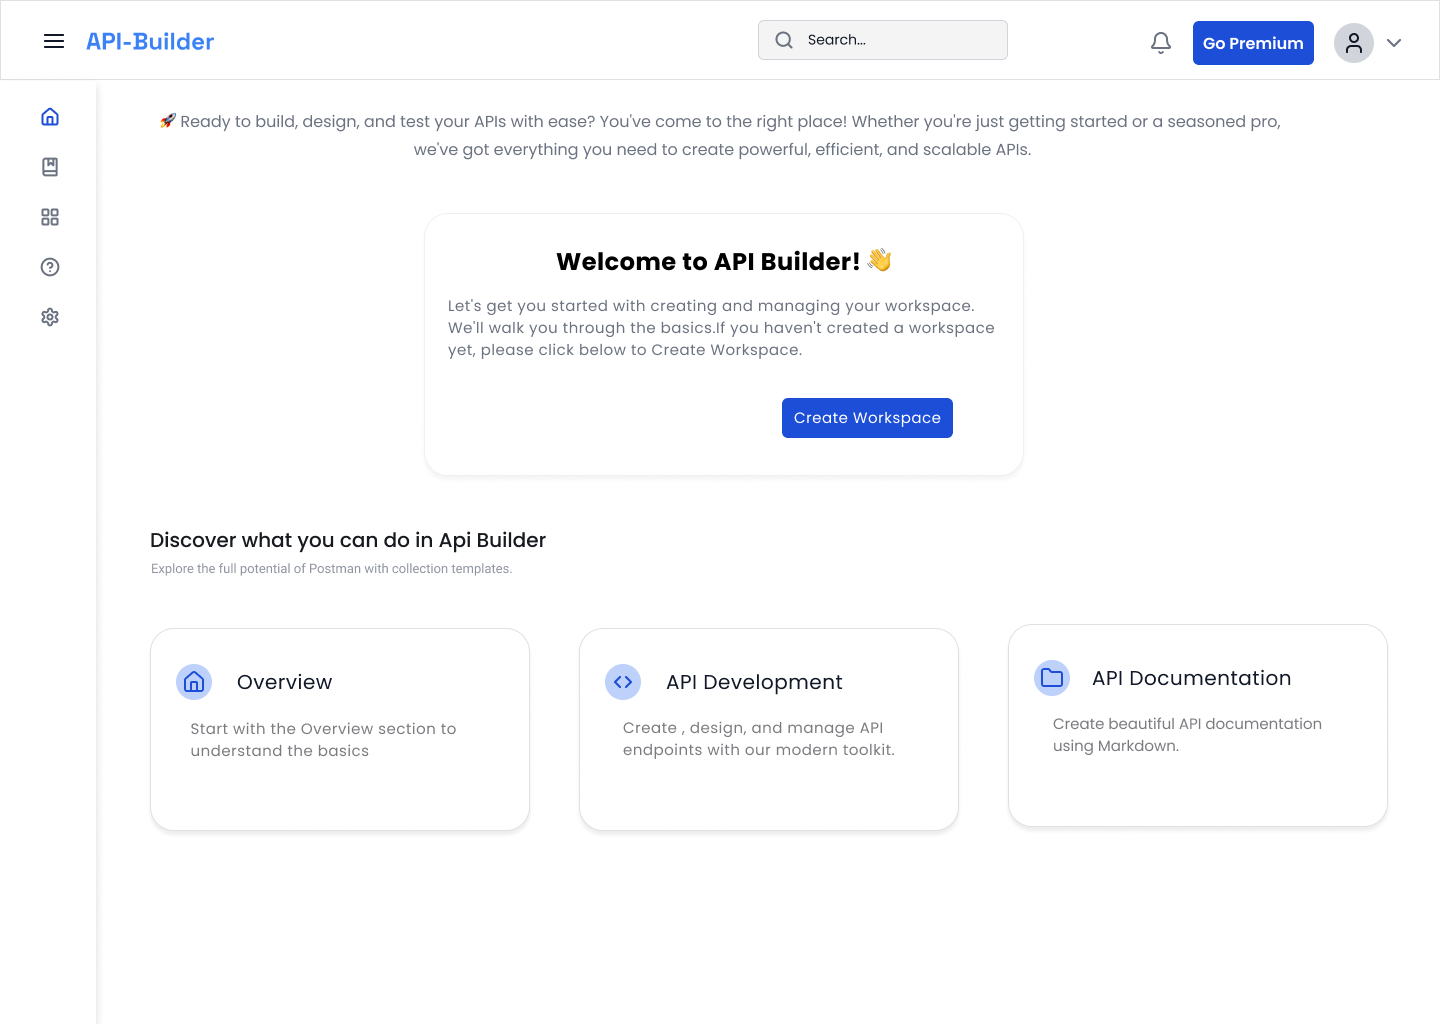 API-Builder
Search...
Go Premium
🚀 Ready to build, design, and test your APIs with ease? You've come to the right place! Whether you're just getting started or a seasoned pro,
we've got everything you need to create powerful, efficient, and scalable APIs.
Welcome to API Builder! 👋
Let's get you started with creating and managing your workspace.
We'll walk you through the basics.If you haven't created a workspace
yet, please click below to Create Workspace.
Create Workspace
Discover what you can do in Api Builder
Explore the full potential of Postman with collection templates.
Overview
Start with the Overview section to
understand the basics
API Development
Create , design, and manage API
endpoints with our modern toolkit.
API Documentation
Create beautiful API documentation
using Markdown.